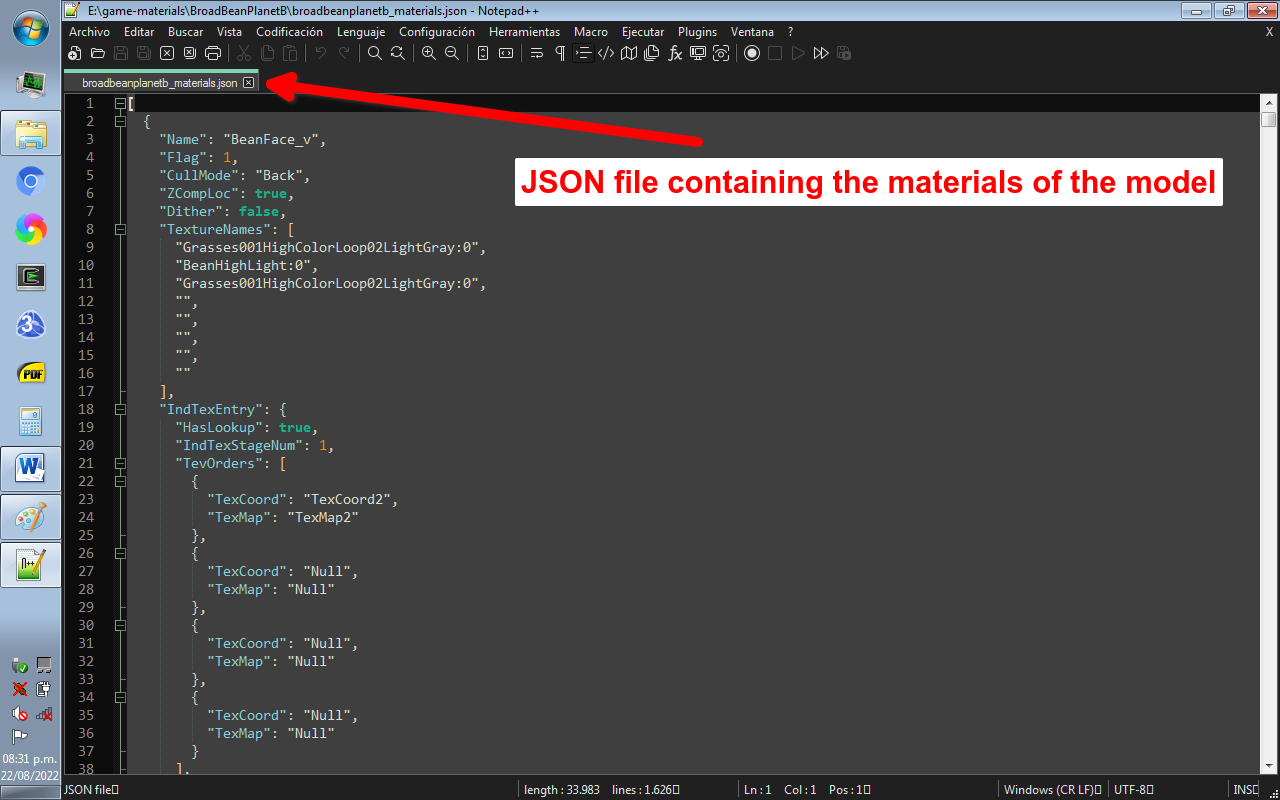 E:\game-materials\BroadBeanPlanetB\broadbeanplanetb_materials.json - Notepad++
Archivo Editar Buscar Vista Codificación Lenguaje Configuración Herramientas Macro Ejecutar Plugins Ventana ? X
broadbeanplanetb_materials.json
JSON file containing the materials of the model
1 [
2 {
3 "Name": "BeanFace_v",
4 "Flag": 1,
5 "CullMode": "Back",
6 "ZCompLoc": true,
7 "Dither": false,
8 "TextureNames": [
9 "Grasses001HighColorLoop02LightGray:0",
10 "BeanHighLight:0",
11 "Grasses001HighColorLoop02LightGray:0",
12 "",
13 "",
14 "",
15 "",
16 ""
17 ],
18 "IndTexEntry": {
19 "HasLookup": true,
20 "IndTexStageNum": 1,
21 "TevOrders": [
22 {
23 "TexCoord": "TexCoord2",
24 "TexMap": "TexMap2"
25 },
26 {
27 "TexCoord": "Null",
28 "TexMap": "Null"
29 },
30 {
31 "TexCoord": "Null",
32 "TexMap": "Null"
33 },
34 {
35 "TexCoord": "Null",
36 "TexMap": "Null"
37 }
38 ],
PDF
W
08:31 p.m.
22/08/2022
JSON file length : 33.983 lines : 1.626 Ln : 1 Col : 1 Pos : 1 Windows (CR LF) UTF-8 INS